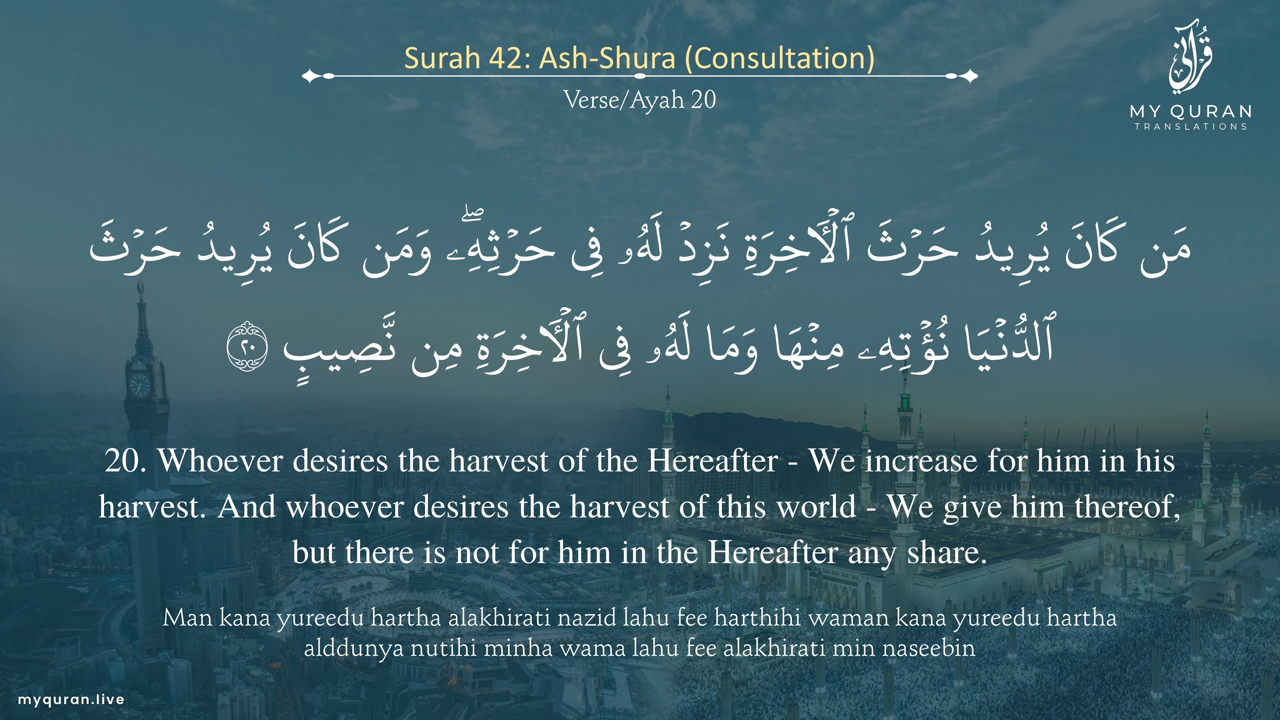 Surah 42: Ash-Shura (Consultation)
Verse/Ayah 20
قرآني
MY QURAN
TRANSLATIONS
مَن كَانَ يُرِيدُ حَرْثَ ٱلْـَٔاخِرَةِ نَزِدْ لَهُۥ فِى حَرْثِهِۦ ۖ وَمَن كَانَ يُرِيدُ حَرْثَ
ٱلدُّنْيَا نُؤْتِهِۦ مِنْهَا وَمَا لَهُۥ فِى ٱلْـَٔاخِرَةِ مِن نَّصِيبٍ ٢٠
20. Whoever desires the harvest of the Hereafter - We increase for him in his
harvest. And whoever desires the harvest of this world - We give him thereof,
but there is not for him in the Hereafter any share.
Man kana yureedu hartha alakhirati nazid lahu fee harthihi waman kana yureedu hartha
alddunya nutihi minha wama lahu fee alakhirati min naseebin
myquran.live